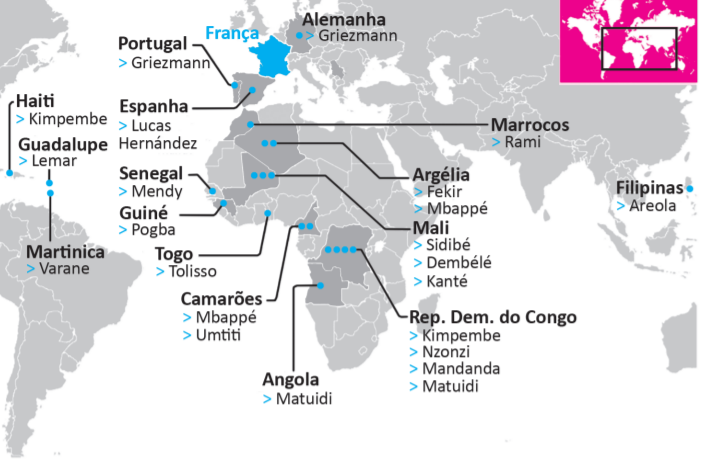 Alemanha
> Griezmann
França
Portugal
> Griezmann
Haiti
> Kimpembe
Espanha
> Lucas
Hernández
Marrocos
> Rami
Guadalupe
> Lemar
Senegal
> Mendy
Argélia
> Fekir
> Mbappé
Filipinas
> Areola
Guiné
> Pogba
Mali
> Sidibé
> Dembélé
> Kanté
Martinica
> Varane
Togo
> Tolisso
Camarões
> Mbappé
> Umtiti
Rep. Dem. do Congo
> Kimpembe
> Nzonzi
> Mandanda
> Matuidi
Angola
> Matuidi